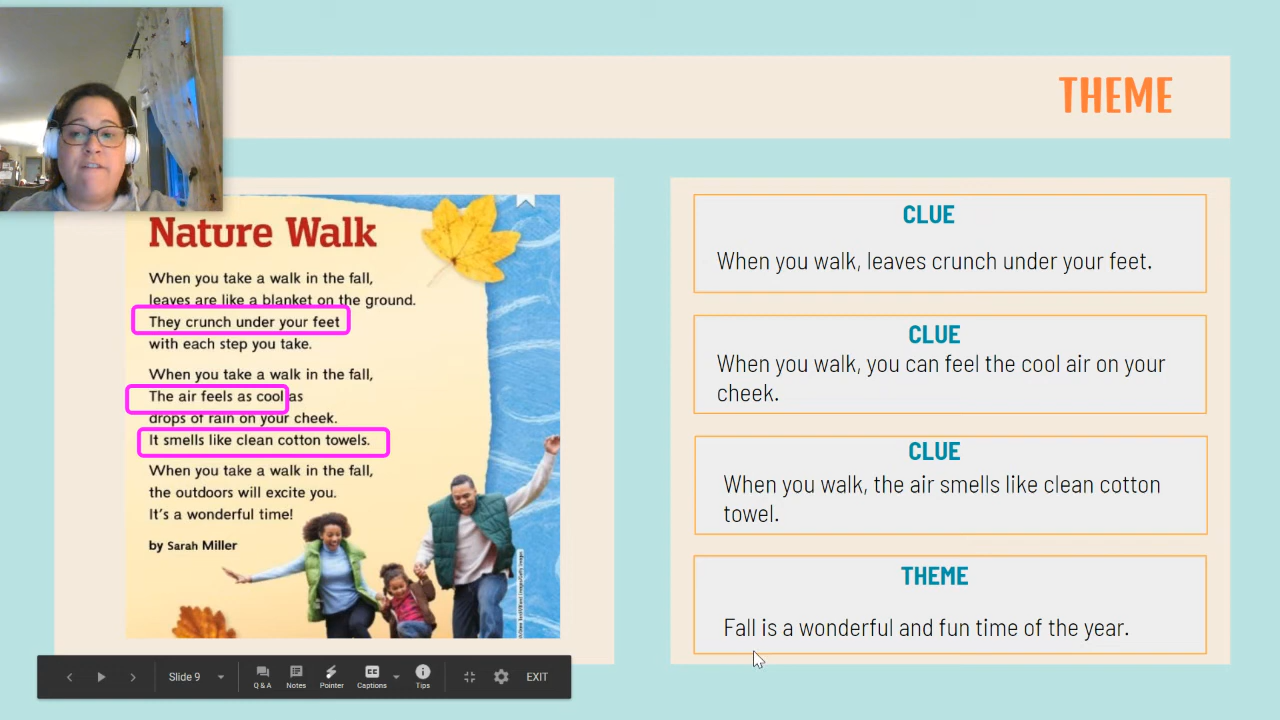 THEME
Nature Walk
When you take a walk in the fall,
leaves are like a blanket on the ground.
They crunch under your feet
with each step you take.
When you take a walk in the fall,
The air feels as cool as
drops of rain on your cheek.
It smells like clean cotton towels.
When you take a walk in the fall,
the outdoors will excite you.
It's a wonderful time!
by Sarah Miller
CLUE
When you walk, leaves crunch under your feet.
CLUE
When you walk, you can feel the cool air on your
cheek.
CLUE
When you walk, the air smells like clean cotton
towel.
THEME
Fall is a wonderful and fun time of the year.
Slide 9
Q & A
Notes
Pointer
CC
Captions
Tips
EXIT